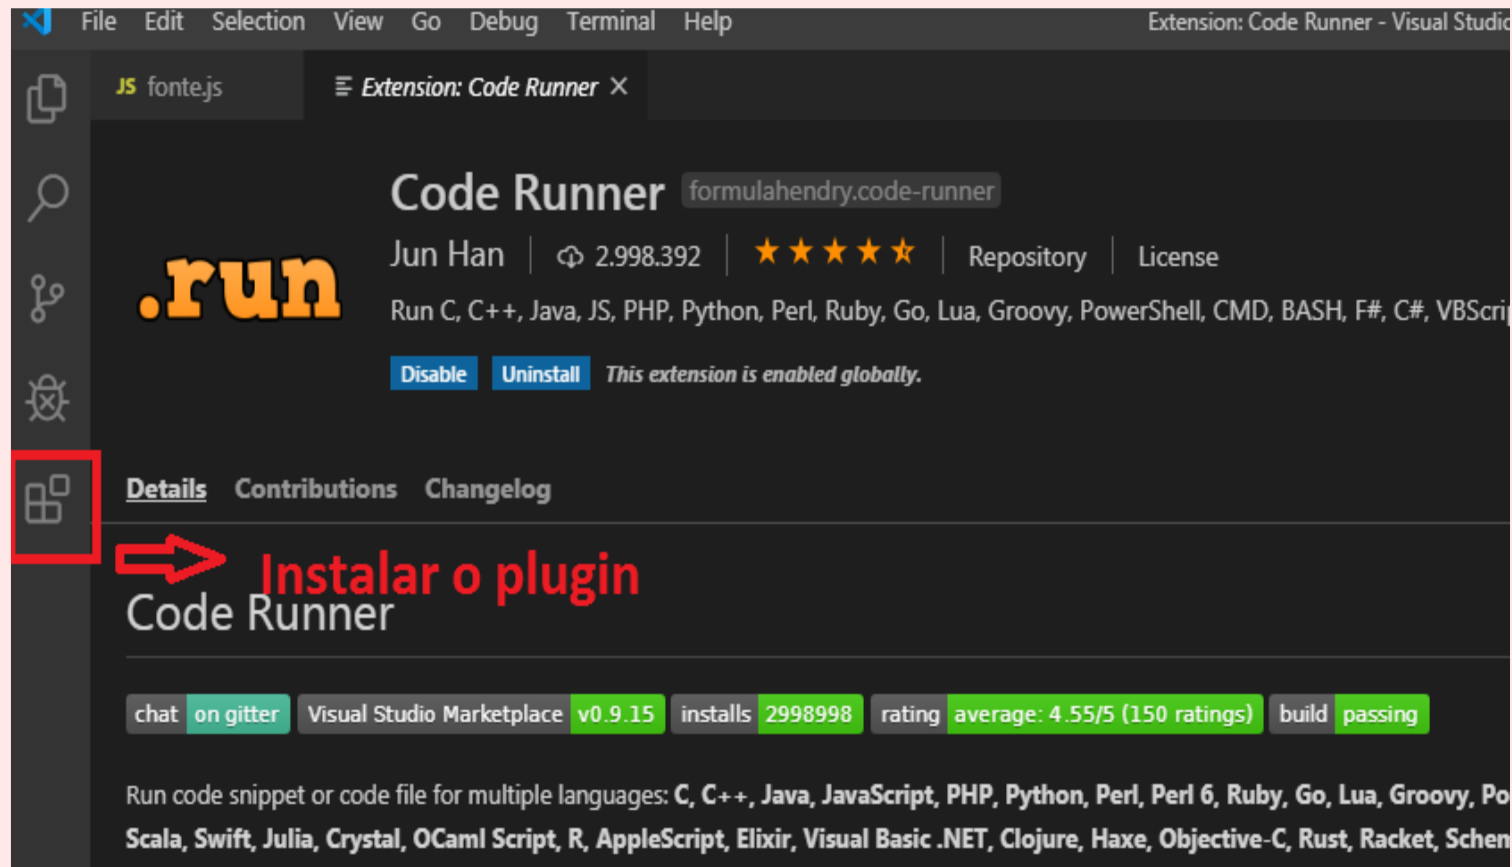 File Edit Selection View Go Debug Terminal Help Extension: Code Runner - Visual Studio
JS fonte.js Extension: Code Runner
Code Runner formulahendry.code-runner
Jun Han 2.998.392 Repository License
.run
Run C, C++, Java, JS, PHP, Python, Perl, Ruby, Go, Lua, Groovy, PowerShell, CMD, BASH, F#, C#,
Disable Uninstall This extension is enabled globally.
Details Contributions Changelog
Instalar o plugin
Code Runner
chat on gitter Visual Studio Marketplace v0.9.15 installs 2998998 rating average: 4.55/5 (150 ratings) build passing
Run code snippet or code file for multiple languages: C, C++, Java, JavaScript, PHP, Python, Perl, Perl 6, Ruby, Go, Lua, Groovy,
Scala, Swift, Julia, Crystal, OCaml Script, R, AppleScript, Elixir, Visual Basic .NET, Clojure, Haxe, Objective-C, Rust, Racket,